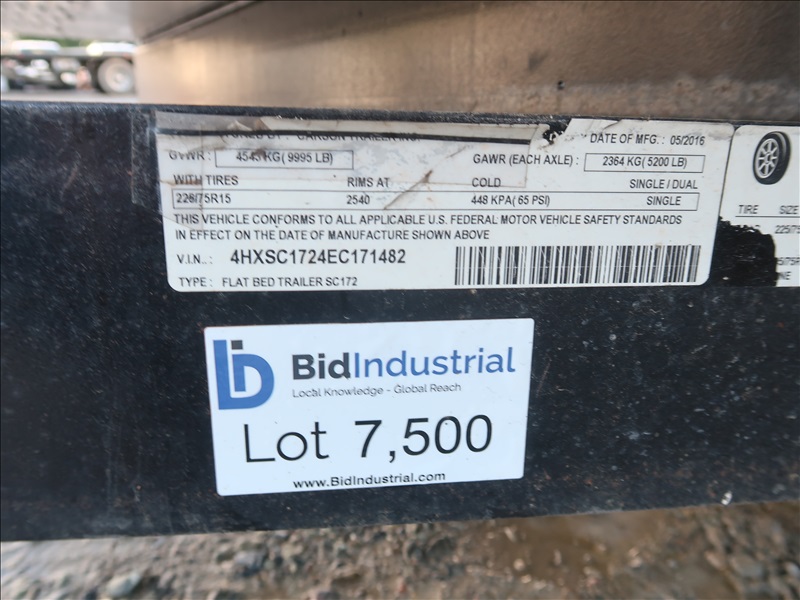 CARSON TRAILER INC.
DATE OF MFG. : 05/2016
GVWR : 4545 KG( 9995 LB)
GAWR (EACH AXLE) : 2364 KG( 5200 LB)
WITH TIRES RIMS AT COLD SINGLE / DUAL
225/75R15 2540 448 KPA( 65 PSI) SINGLE
THIS VEHICLE CONFORMS TO ALL APPLICABLE U.S. FEDERAL MOTOR VEHICLE SAFETY STANDARDS
IN EFFECT ON THE DATE OF MANUFACTURE SHOWN ABOVE
V.I.N.: 4HXSC1724EC171482
TYPE : FLAT BED TRAILER SC172
TIRE SIZE
BidIndustrial
Local Knowledge - Global Reach
Lot 7,500
www.BidIndustrial.com